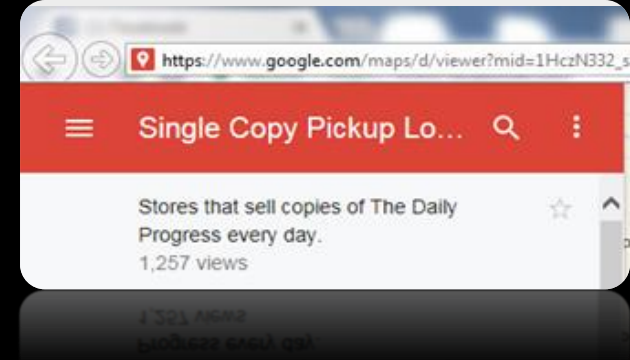 https://www.google.com/maps/d/viewer?mid=1HczN332_s
Single Copy Pickup Lo...
Stores that sell copies of The Daily
Progress every day.
1,257 views